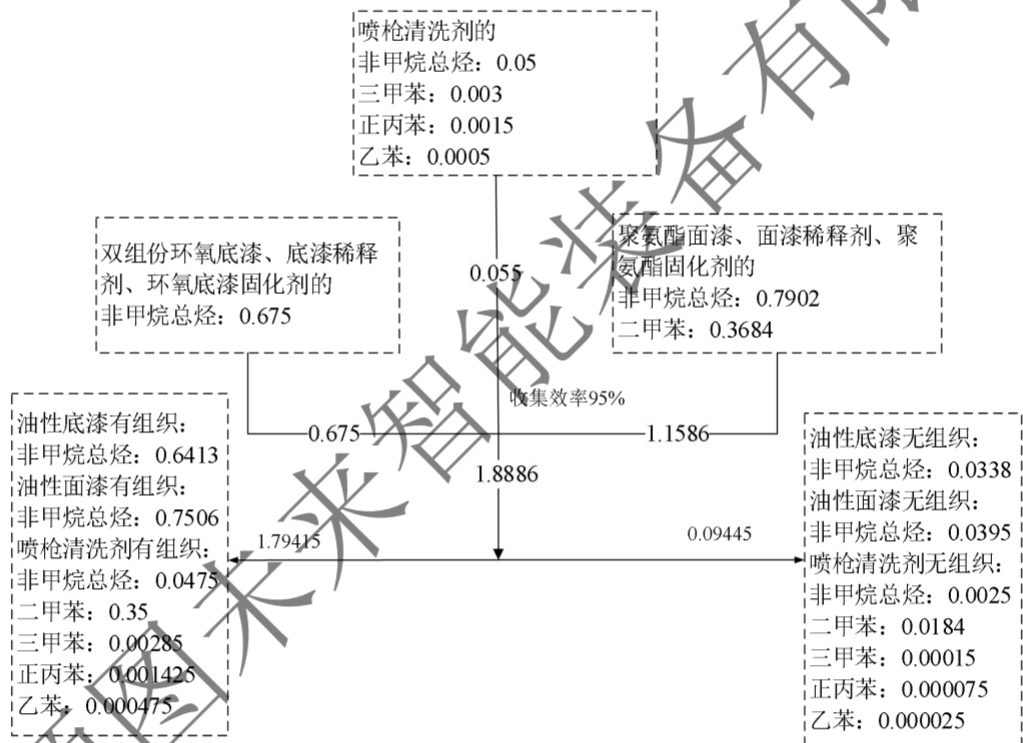 喷枪清洗剂的
非甲烷总烃：0.05
三甲苯：0.003
正丙苯：0.0015
乙苯：0.0005
双组份环氧底漆、底漆稀释
剂、环氧底漆固化剂的
非甲烷总烃：0.675
0.055
聚氨酯面漆、面漆稀释剂、聚
氨酯固化剂的
非甲烷总烃：0.7902
二甲苯：0.3684
收集效率95%
0.675
1.1586
1.8886
油性底漆有组织：
非甲烷总烃：0.6413
油性面漆有组织：
非甲烷总烃：0.7506
喷枪清洗剂有组织：
非甲烷总烃：0.0475
二甲苯：0.35
三甲苯：0.00285
正丙苯：0.001425
乙苯：0.000475
1.79415
0.09445
油性底漆无组织：
非甲烷总烃：0.0338
油性面漆无组织：
非甲烷总烃：0.0395
喷枪清洗剂无组织：
非甲烷总烃：0.0025
二甲苯：0.0184
三甲苯：0.00015
正丙苯：0.000075
乙苯：0.000025
图未来智能装备有